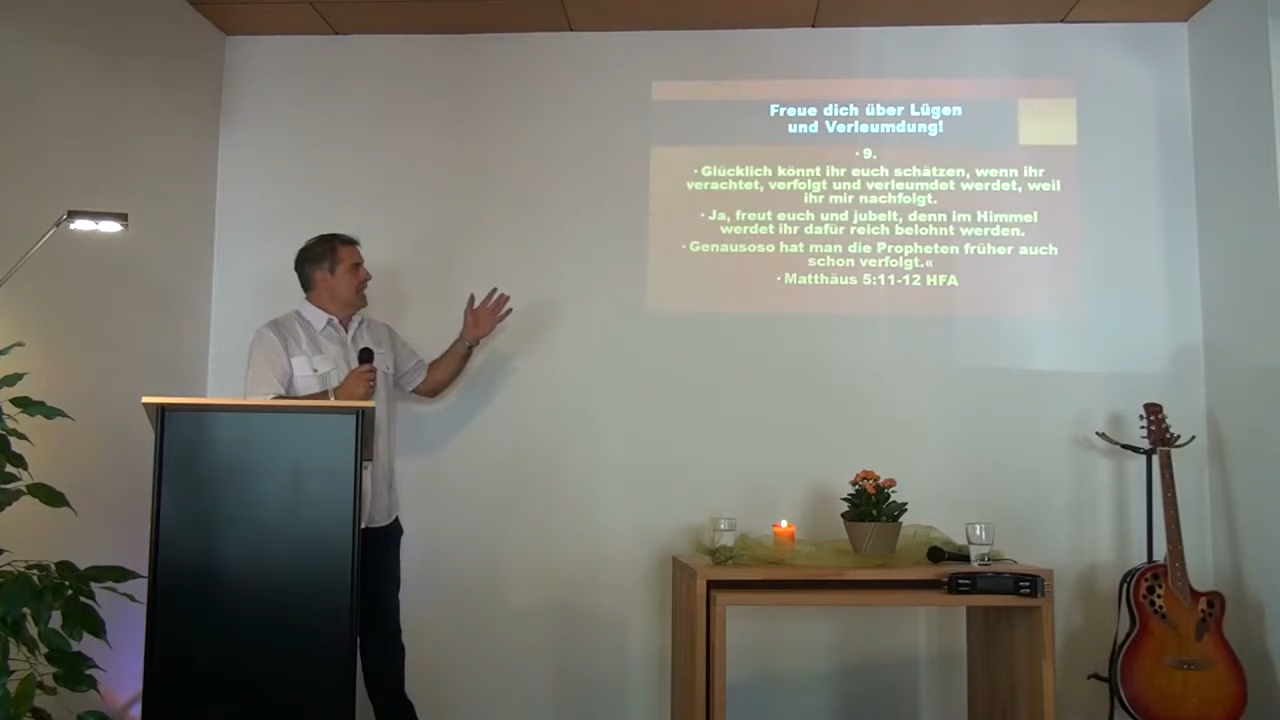 Freue dich über Lügen
und Verleumdung!
· 9.
· Glücklich könnt ihr euch schätzen, wenn ihr
verachtet, verfolgt und verleumdet werdet, weil
ihr mir nachfolgt.
· Ja, freut euch und jubelt, denn im Himmel
werdet ihr dafür reich belohnt werden.
· Genausoso hat man die Propheten früher auch
schon verfolgt.«
· Matthäus 5:11-12 HFA